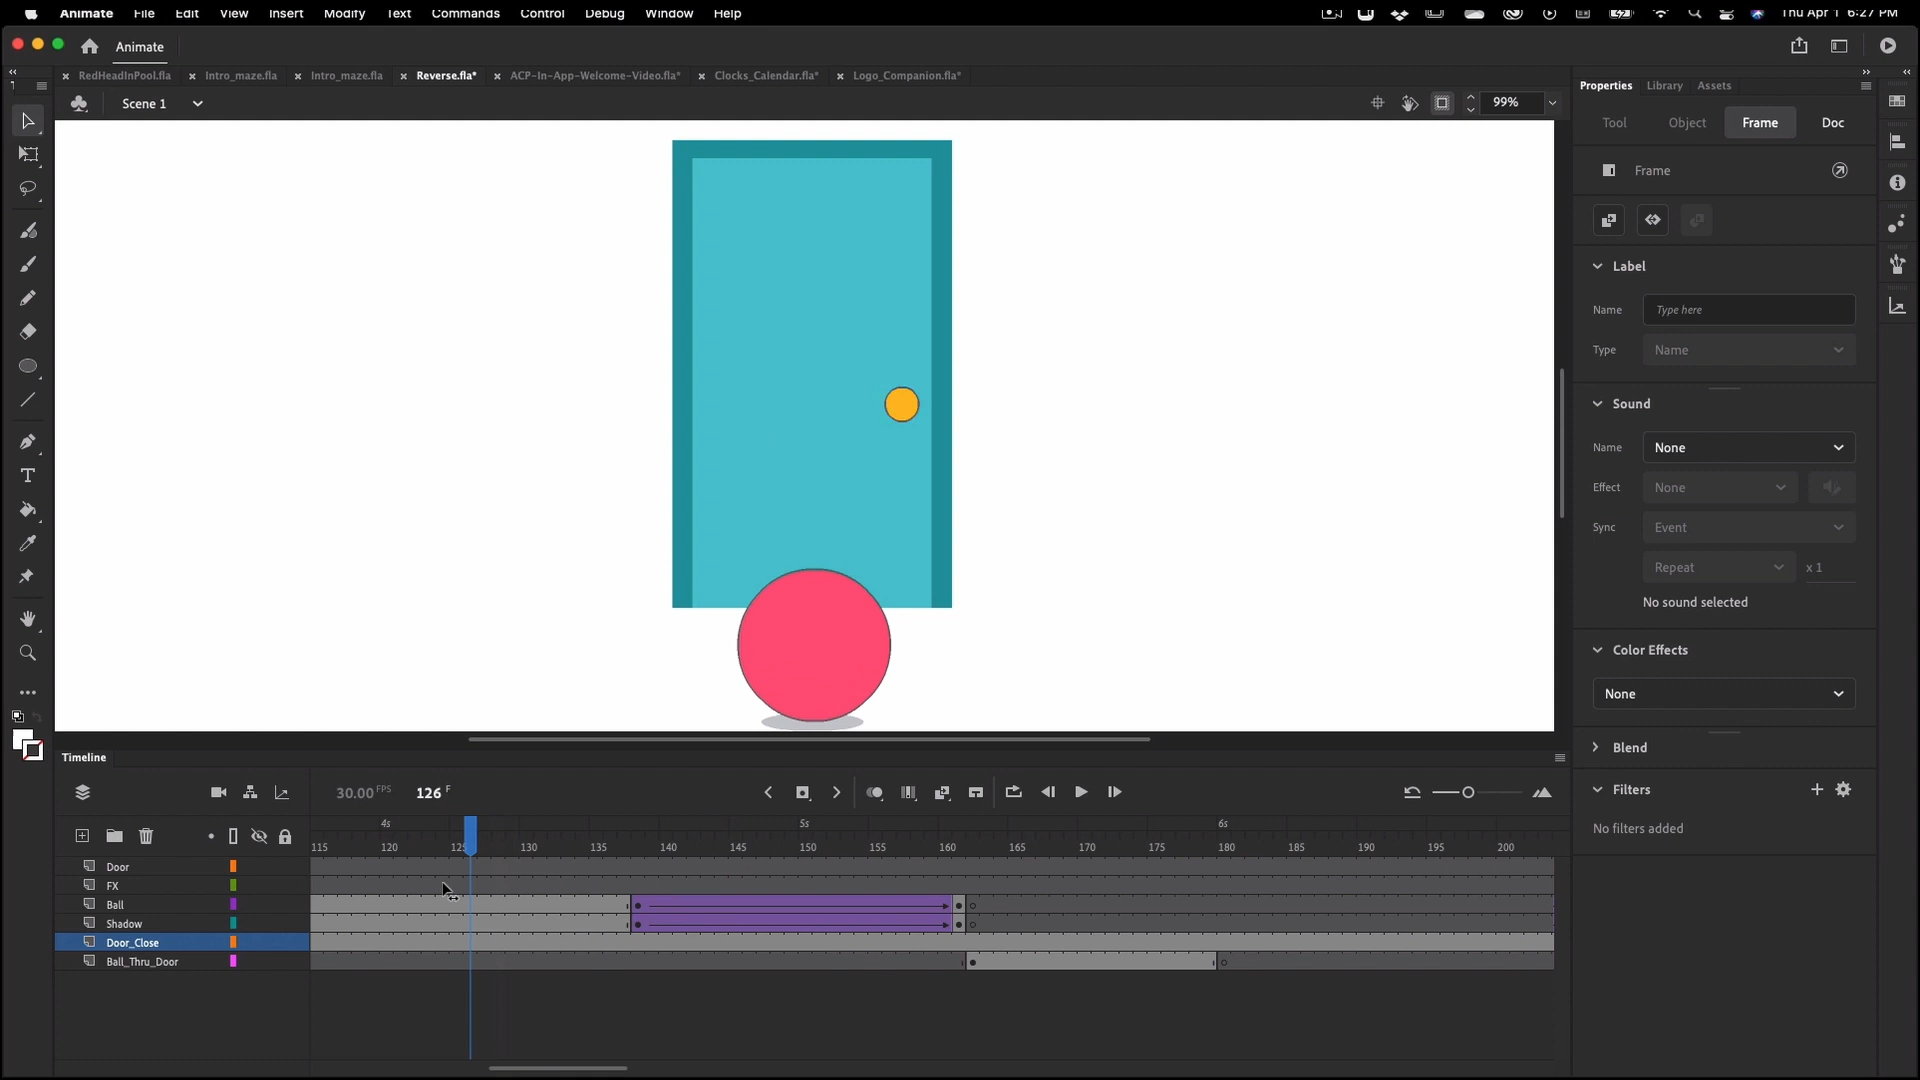 Animate File Edit View Insert Modify Text Commands Control Debug Window Help Thu Apr 1 6:27 PM
Animate
RedHeadInPool.fla Intro_maze.fla Intro_maze.fla Reverse.fla* ACP-In-App-Welcome-Video.fla* Clocks_Calendar.fla* Logo_Companion.fla*
Properties Library Assets
Scene 1 99%
Tool Object Frame Doc
Frame
Label
Name Type here
Type Name
Sound
Name None
Effect None
Sync Event
Repeat x 1
No sound selected
Color Effects
None
Blend
Filters
No filters added
Timeline
30.00 FPS 126 F
4s 5s 6s
115 120 125 130 135 140 145 150 155 160 165 170 175 180 185 190 195 200
Door
FX
Ball
Shadow
Door_Close
Ball_Thru_Door